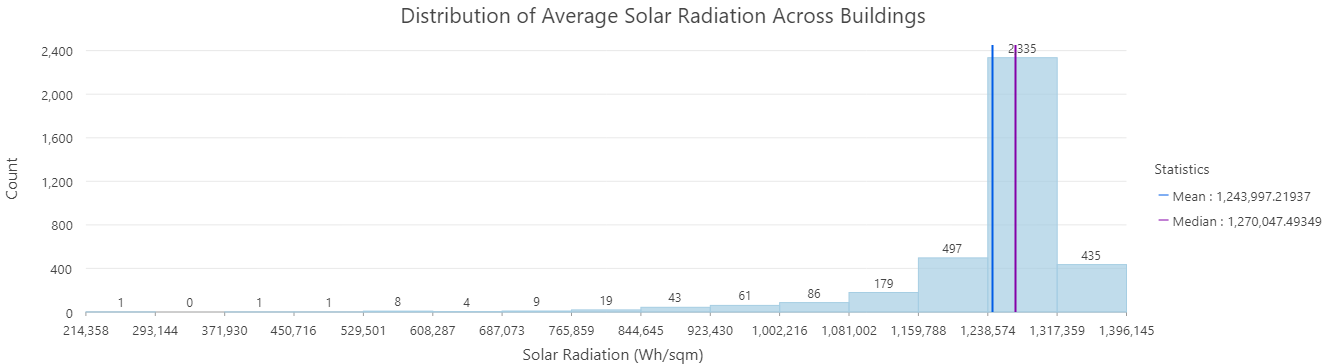 Distribution of Average Solar Radiation Across Buildings
Count
2,400
2,000
1,600
1,200
800
400
0
1 0 1 1 8 4 9 19 43 61 86 179 497 2,335 435
214,358 293,144 371,930 450,716 529,501 608,287 687,073 765,859 844,645 923,430 1,002,216 1,081,002 1,159,788 1,238,574 1,317,359 1,396,145
Solar Radiation (Wh/sqm)
Statistics
Mean : 1,243,997.21937
Median : 1,270,047.49349